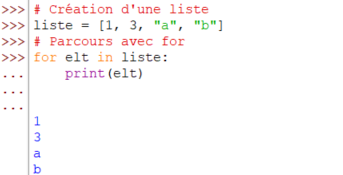 >>> # Création d'une liste
>>> liste = [1, 3, "a", "b"]
>>> # Parcours avec for
>>> for elt in liste:
...     print(elt)
...
...
1
3
a
b